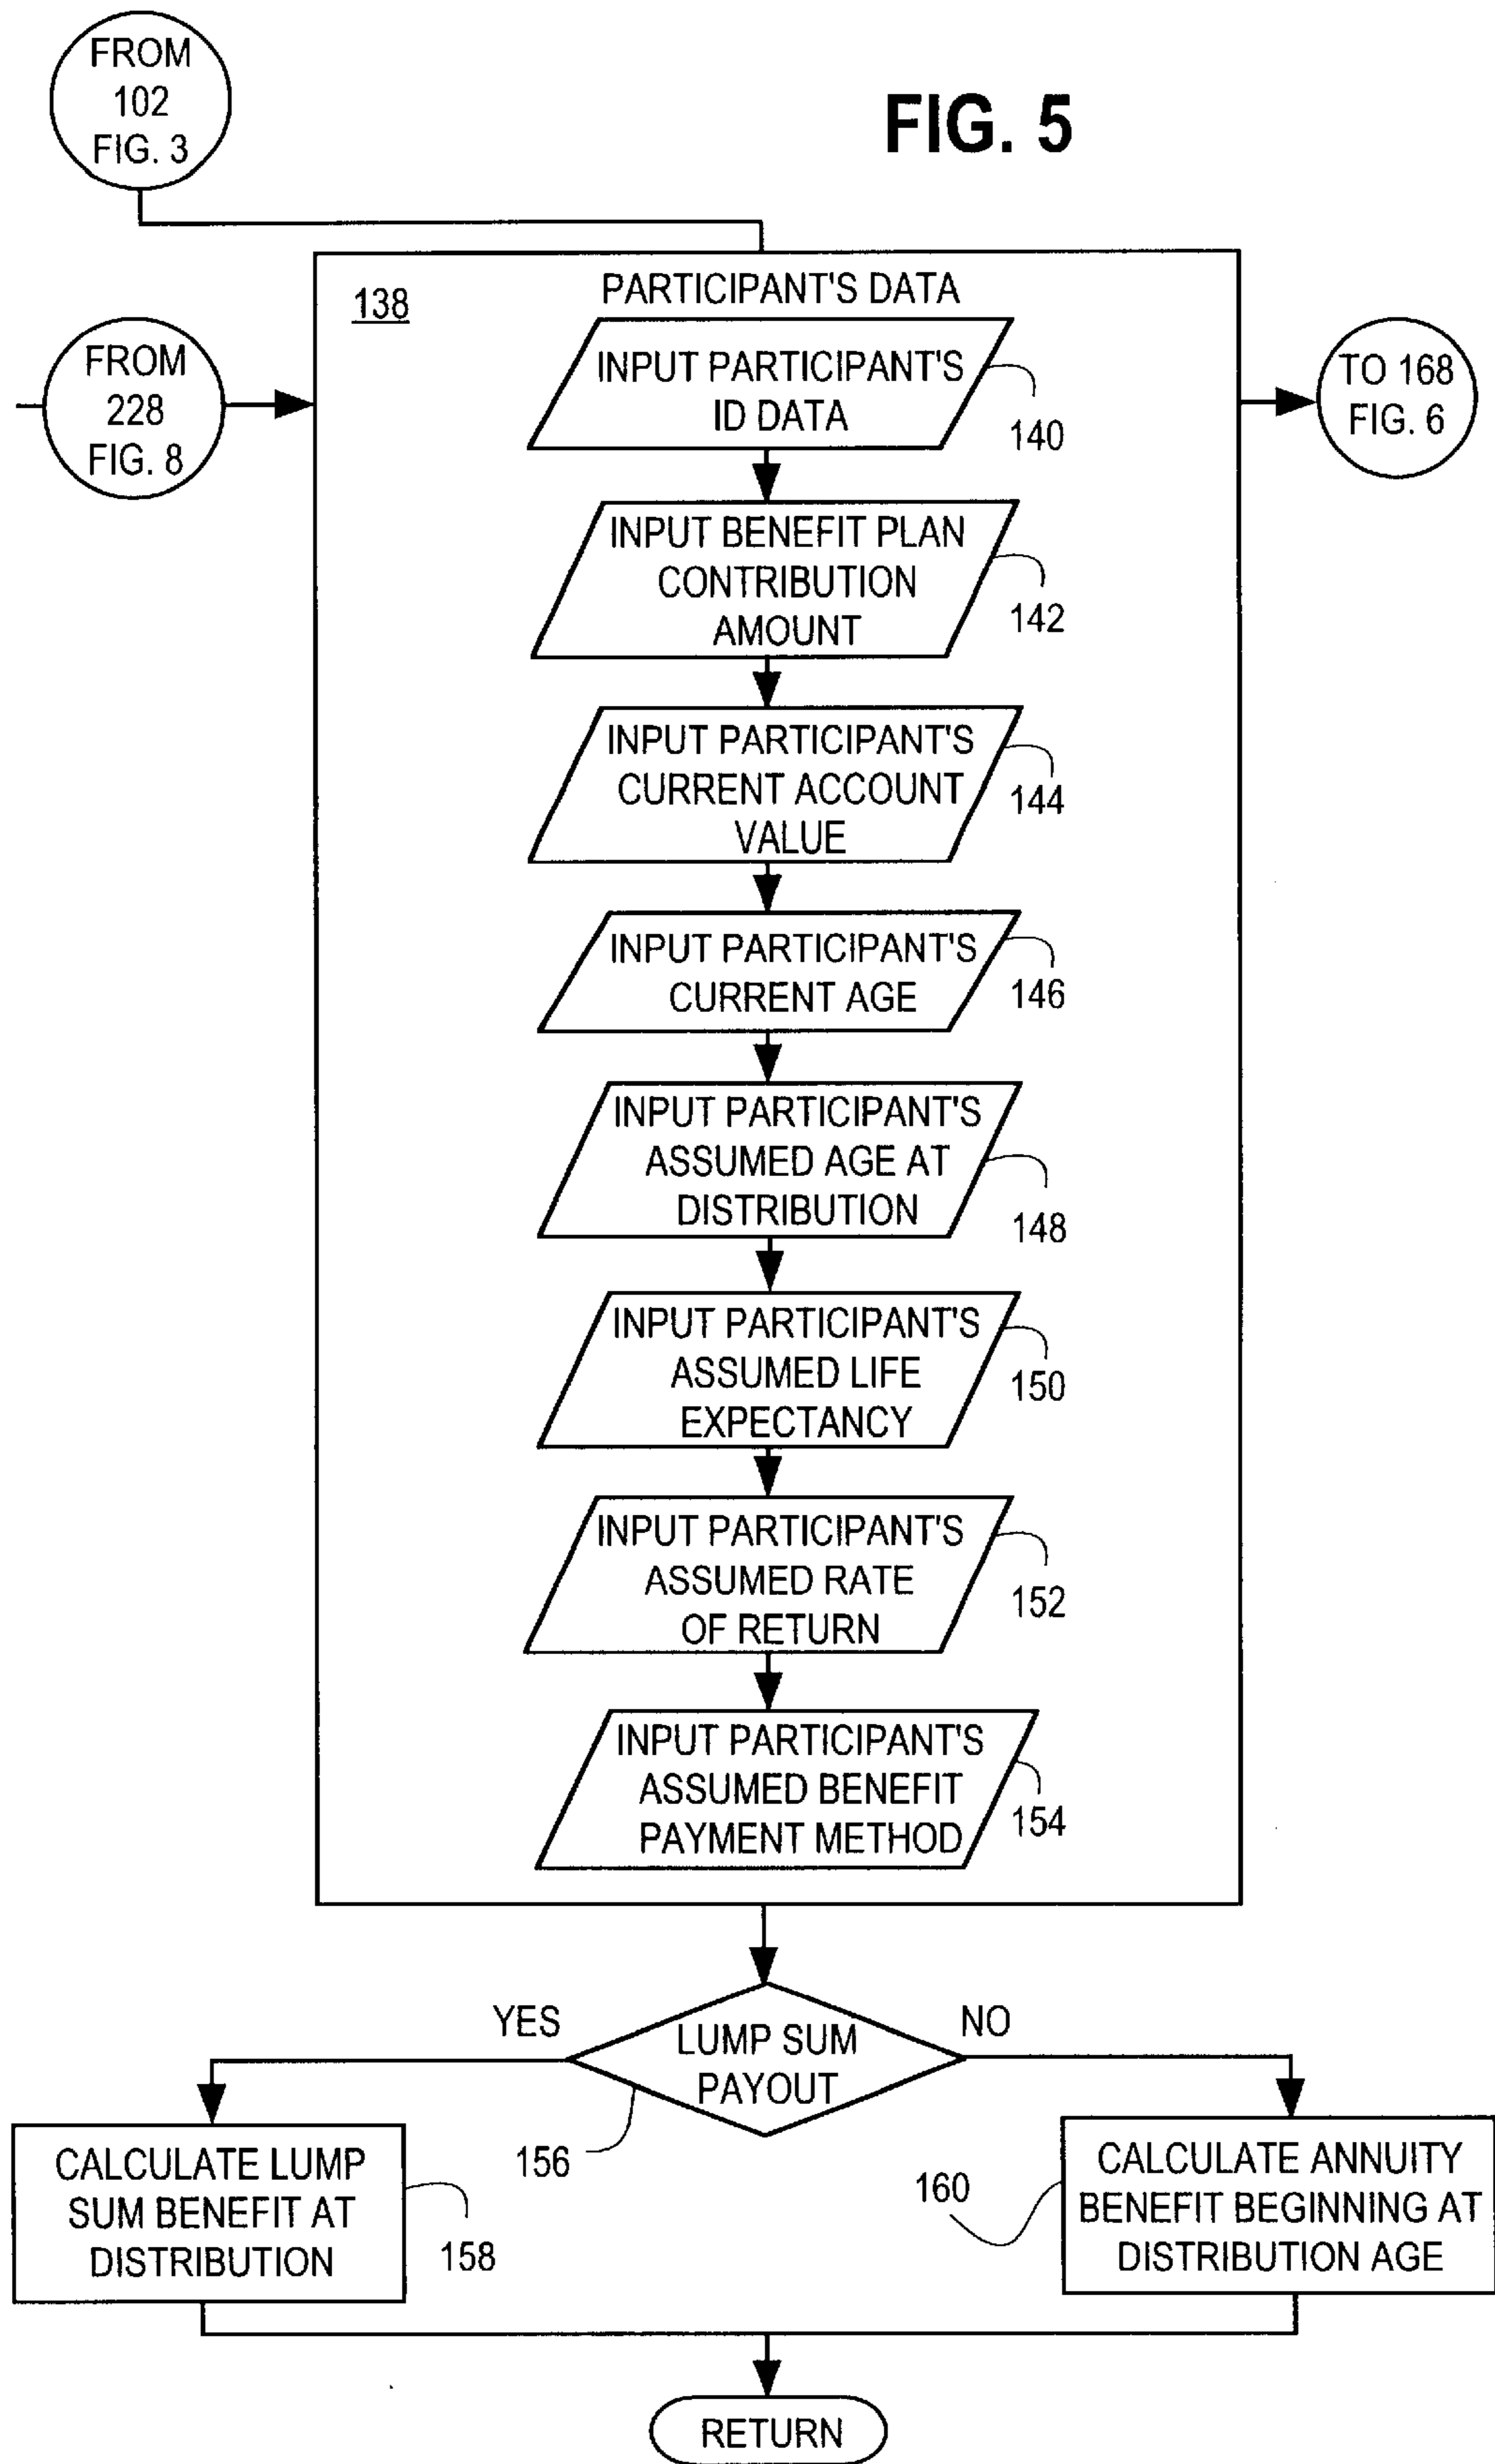 FROM
102
FIG. 3
FIG. 5
138
PARTICIPANT'S DATA
FROM
228
FIG. 8
INPUT PARTICIPANT'S
ID DATA
140
TO 168
FIG. 6
INPUT BENEFIT PLAN
CONTRIBUTION
AMOUNT
142
INPUT PARTICIPANT'S
CURRENT ACCOUNT
VALUE
144
INPUT PARTICIPANT'S
CURRENT AGE
146
INPUT PARTICIPANT'S
ASSUMED AGE AT
DISTRIBUTION
148
INPUT PARTICIPANT'S
ASSUMED LIFE
EXPECTANCY
150
INPUT PARTICIPANT'S
ASSUMED RATE
OF RETURN
152
INPUT PARTICIPANT'S
ASSUMED BENEFIT
PAYMENT METHOD
154
YES
LUMP SUM
PAYOUT
NO
156
CALCULATE LUMP
SUM BENEFIT AT
DISTRIBUTION
158
160
CALCULATE ANNUITY
BENEFIT BEGINNING AT
DISTRIBUTION AGE
RETURN